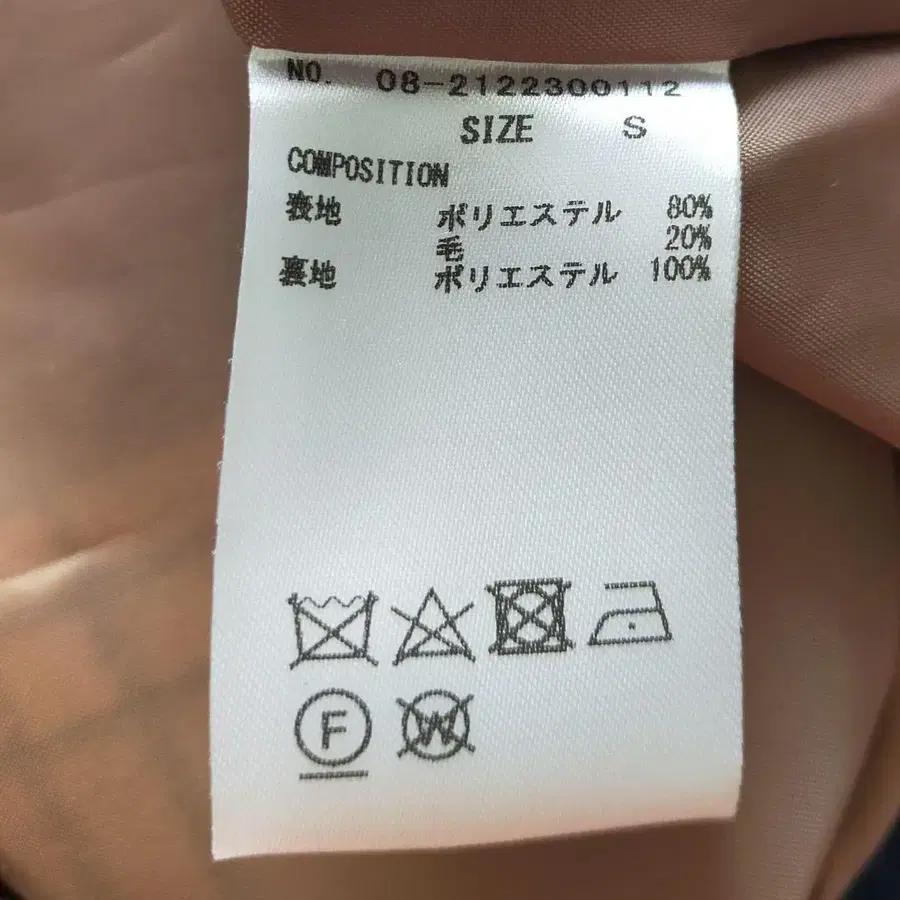 NO. 08-2122300112
SIZE S
COMPOSITION
表地 ポリエステル 80%
毛 20%
裏地 ポリエステル 100%
F W